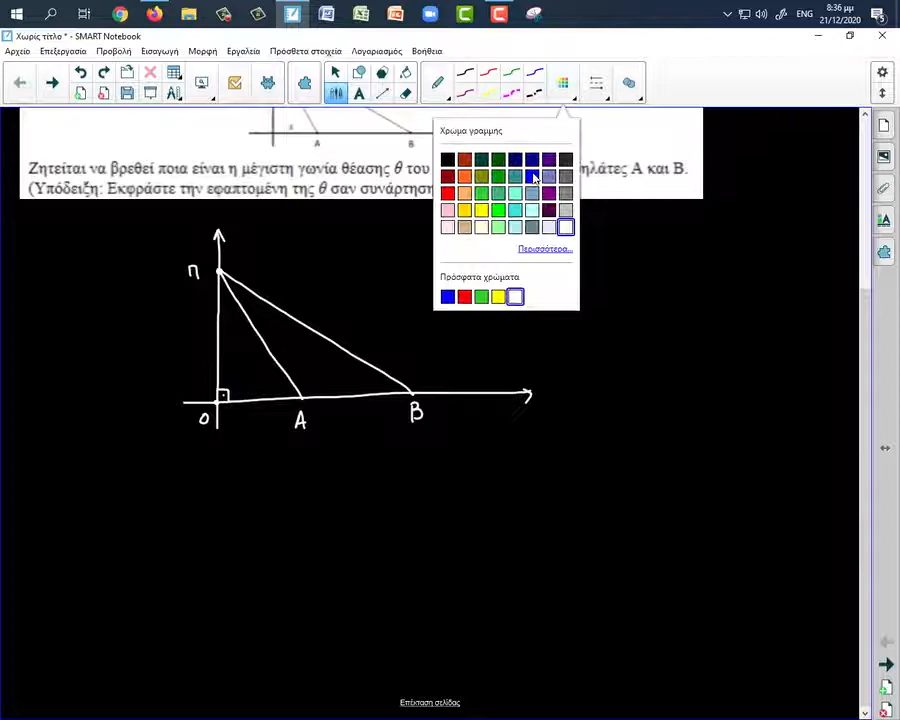 8:36 μμ
ENG
21/12/2020
5
Χωρίς τίτλο * - SMART Notebook
Αρχείο Επεξεργασία Προβολή Εισαγωγή Μορφή Εργαλεία Πρόσθετα στοιχεία Λογαριασμός Βοήθεια
Χρώμα γραμμής
x A B
Ζητείται να βρεθεί ποια είναι η μέγιστη γωνία θέασης θ του ηλάτες Α και Β.
(Υπόδειξη: Εκφράστε την εφαπτομένη της θ σαν συνάρτηση
Περισσότερα...
Πρόσφατα χρώματα
Π
O A B
Επέκταση σελίδας